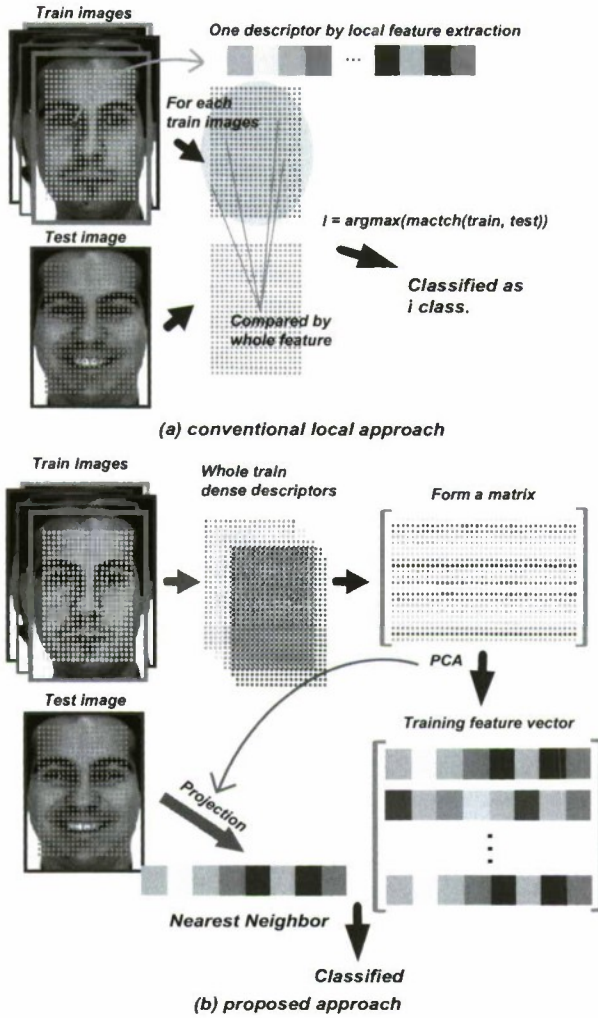 Train images
One descriptor by local feature extraction
...
For each
train images
Test image
I = argmax(mactch(train, test))
Classified as
i class.
Compared by
whole feature
(a) conventional local approach
Train Images
Whole train
dense descriptors
Form a matrix
PCA
Test image
Training feature vector
Projection
Nearest Neighbor
Classified
(b) proposed approach